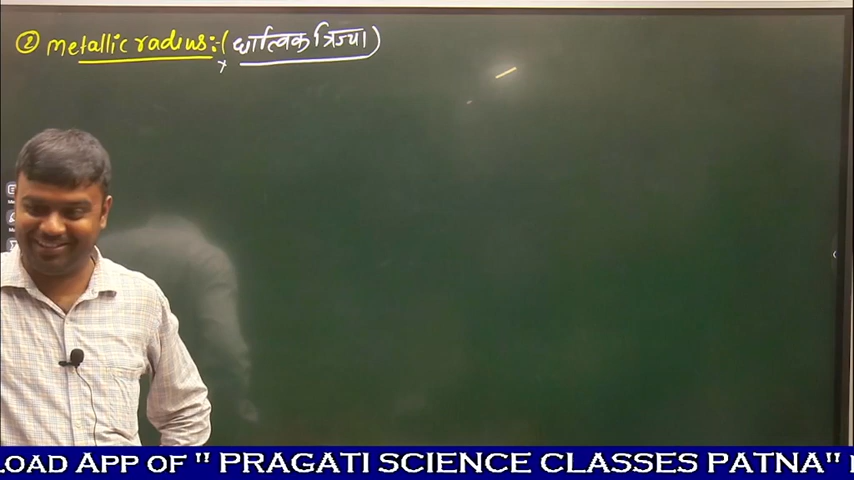 ② Metallic radius:- (धात्विक त्रिज्या)
LOAD APP OF " PRAGATI SCIENCE CLASSES PATNA"